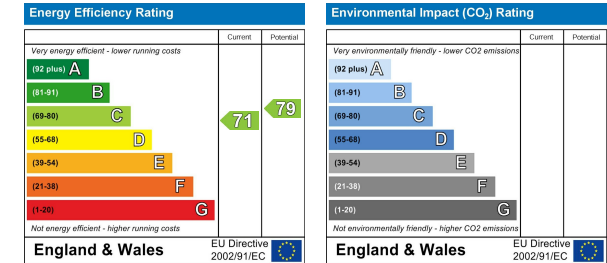 Energy Efficiency Rating
Current Potential
Very energy efficient - lower running costs
(92 plus) A
(81-91) B
(69-80) C
(55-68) D
(39-54) E
(21-38) F
(1-20) G
71
79
Not energy efficient - higher running costs
England & Wales
EU Directive
2002/91/EC
Environmental Impact (CO₂) Rating
Current Potential
Very environmentally friendly - lower CO2 emissions
(92 plus) A
(81-91) B
(69-80) C
(55-68) D
(39-54) E
(21-38) F
(1-20) G
Not environmentally friendly - higher CO2 emissions
England & Wales
EU Directive
2002/91/EC